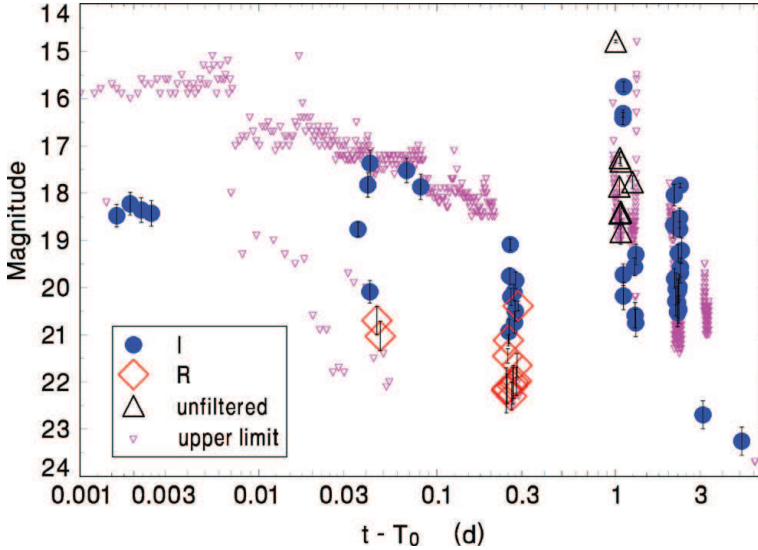 14
15
16
17
18
19
20
21
22
23
24
Magnitude
I
R
unfiltered
upper limit
0.001 0.003 0.01 0.03 0.1 0.3 1 3
t - T0 (d)